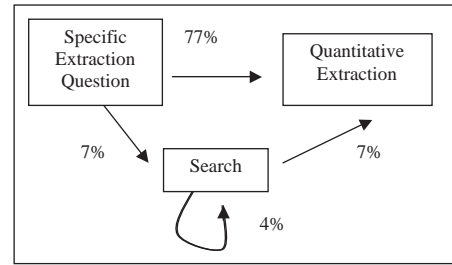 Specific
Extraction
Question
77%
Quantitative
Extraction
7%
Search
7%
4%